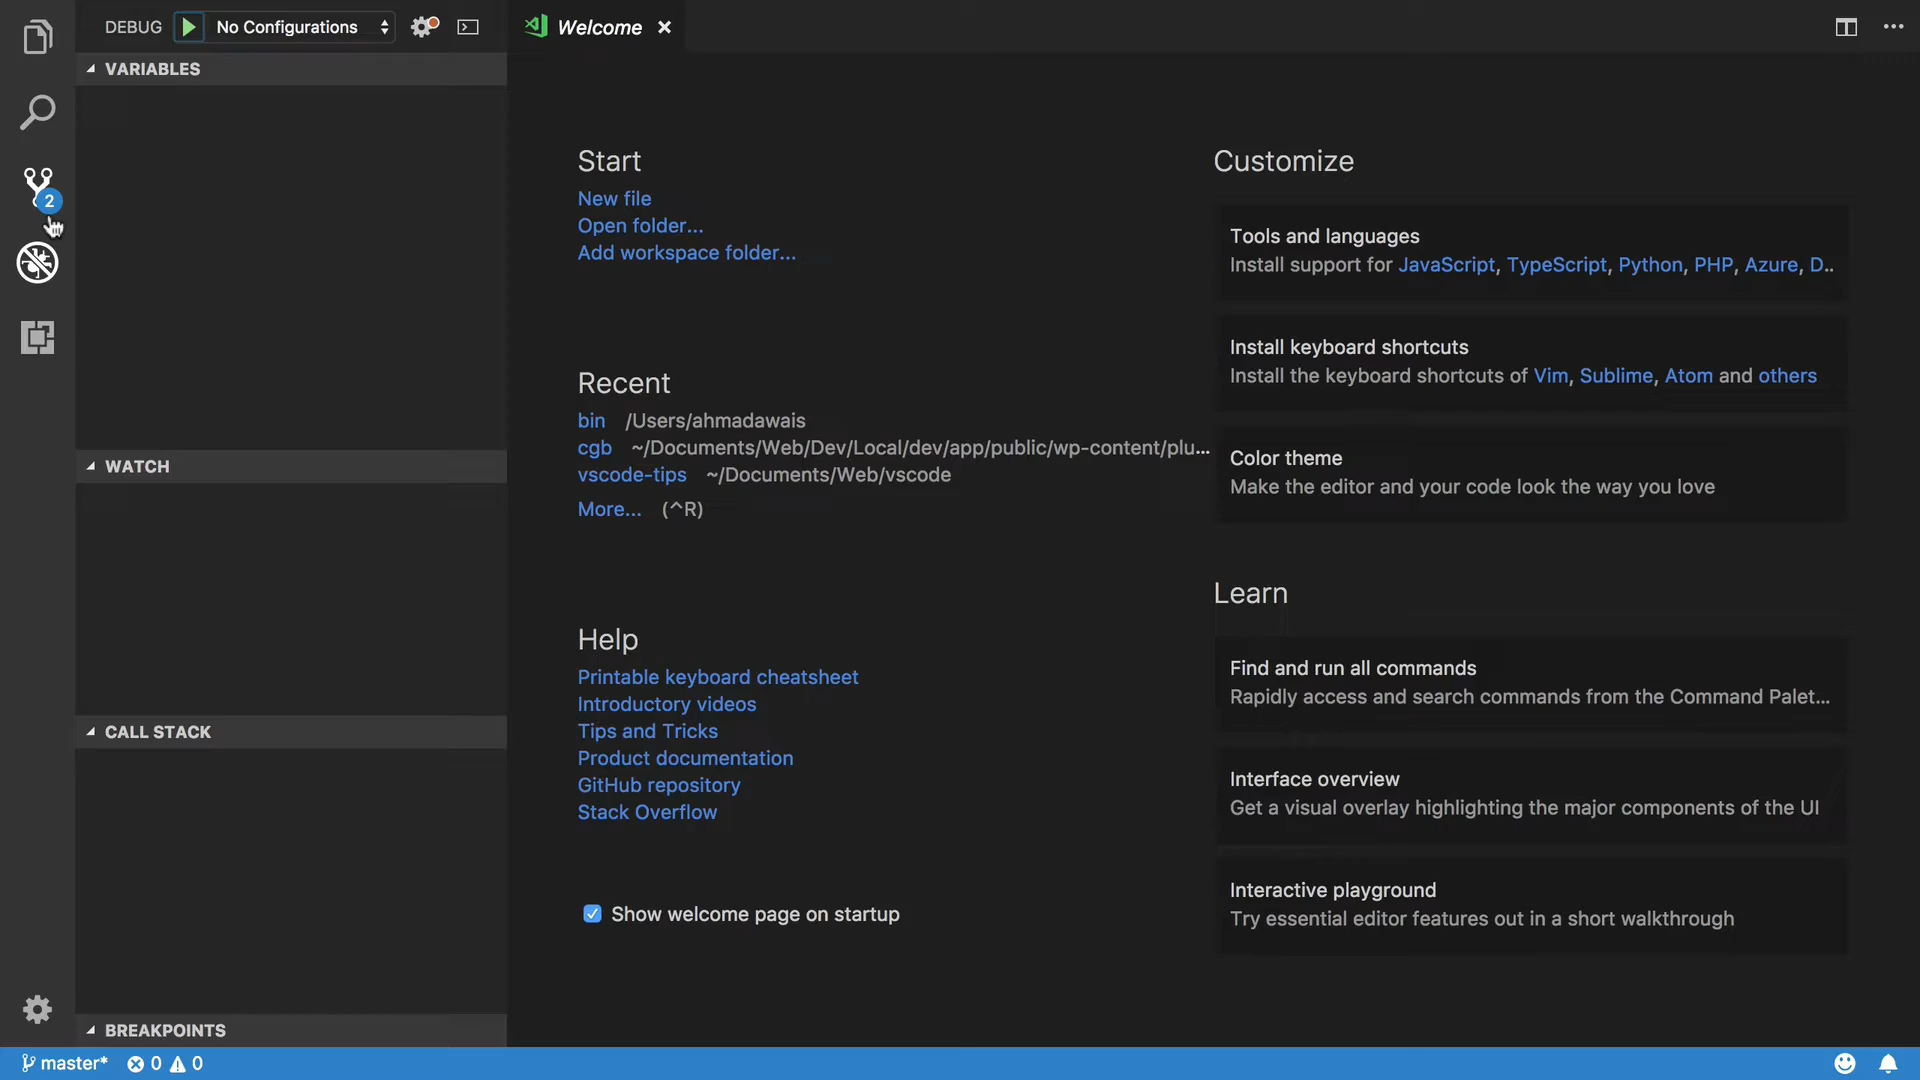 DEBUG No Configurations
Welcome
VARIABLES
2
WATCH
CALL STACK
BREAKPOINTS
Start
New file
Open folder...
Add workspace folder...
Recent
bin /Users/ahmadawais
cgb ~/Documents/Web/Dev/Local/dev/app/public/wp-content/plu...
vscode-tips ~/Documents/Web/vscode
More... (^R)
Help
Printable keyboard cheatsheet
Introductory videos
Tips and Tricks
Product documentation
GitHub repository
Stack Overflow
Show welcome page on startup
Customize
Tools and languages
Install support for JavaScript, TypeScript, Python, PHP, Azure, D..
Install keyboard shortcuts
Install the keyboard shortcuts of Vim, Sublime, Atom and others
Color theme
Make the editor and your code look the way you love
Learn
Find and run all commands
Rapidly access and search commands from the Command Palet...
Interface overview
Get a visual overlay highlighting the major components of the UI
Interactive playground
Try essential editor features out in a short walkthrough
master* 0 0